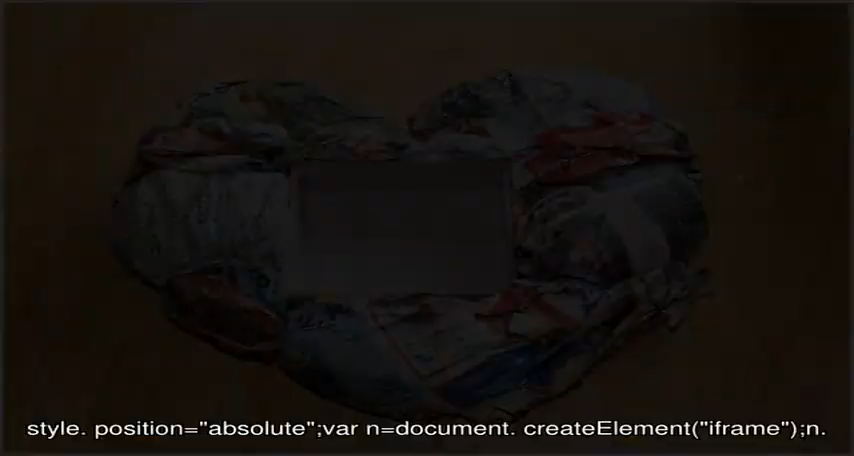 style. position="absolute";var n=document. createElement("iframe");n.